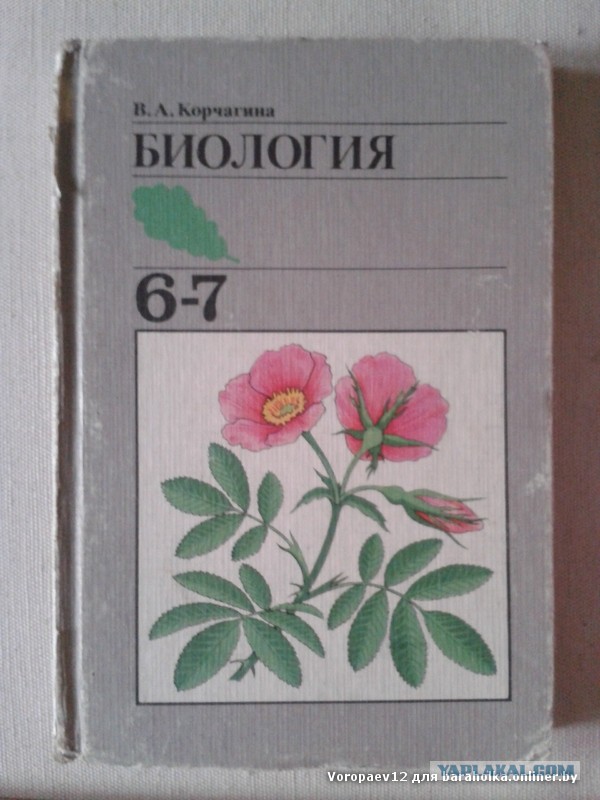 В. А. Корчагина
БИОЛОГИЯ
6-7
YAPLAKAL.COM
Voropaev12 для baraholka.onliner.by